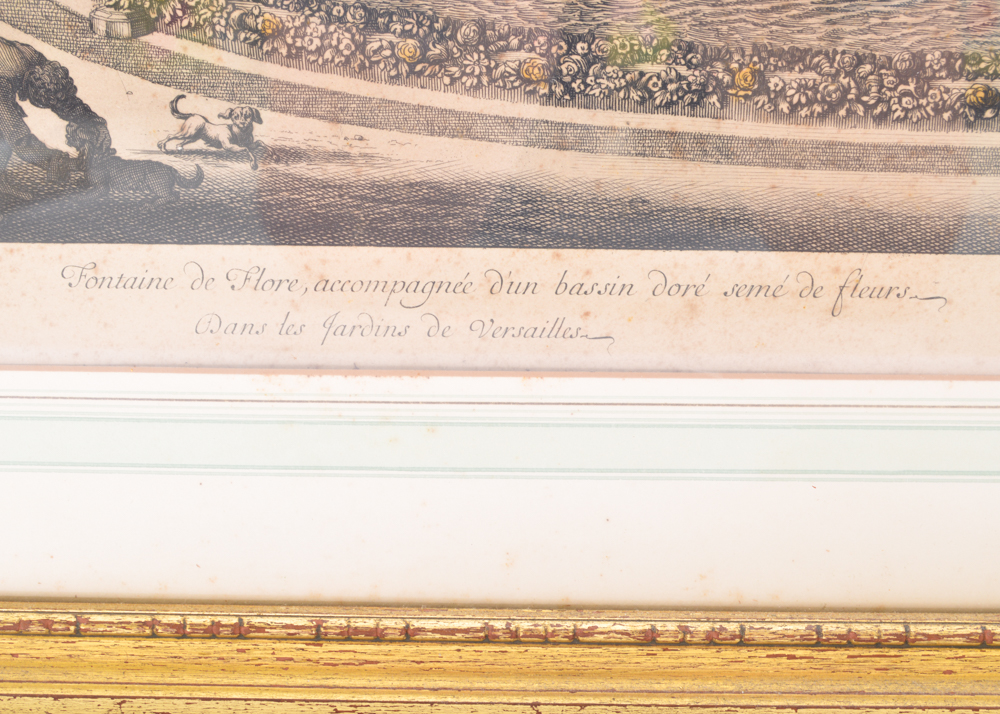 Fontaine de Flore, accompagnée d'un bassin doré semé de fleurs
Dans les Jardins de Versailles